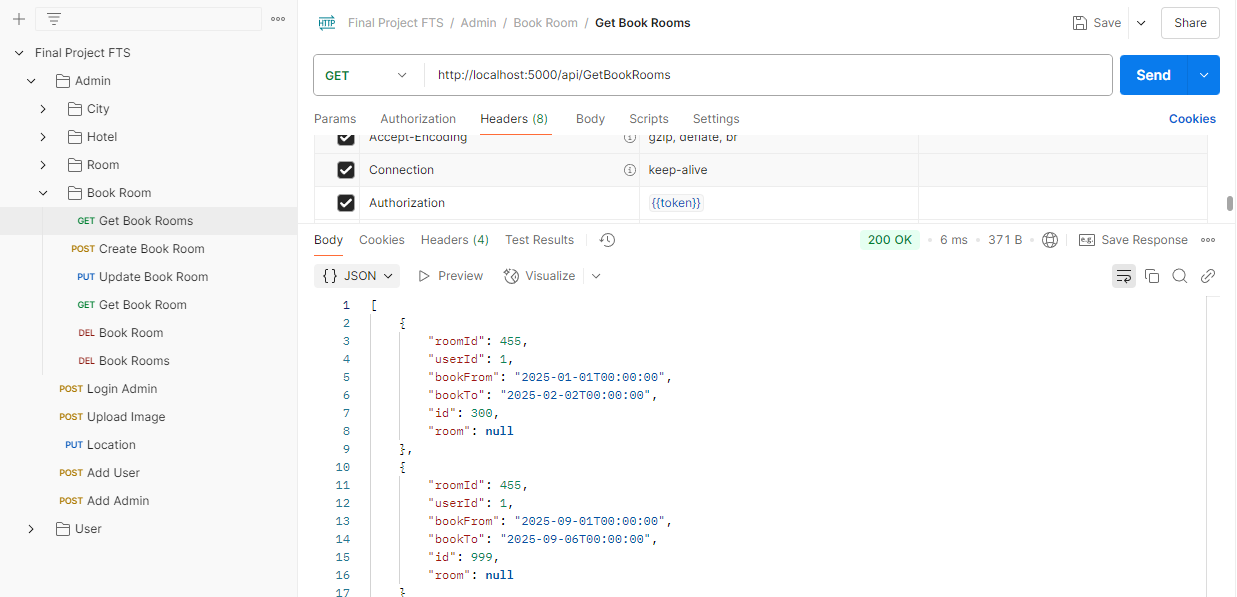 Final Project FTS
Admin
City
Hotel
Room
Book Room
GET Get Book Rooms
POST Create Book Room
PUT Update Book Room
GET Get Book Room
DEL Book Room
DEL Book Rooms
POST Login Admin
POST Upload Image
PUT Location
POST Add User
POST Add Admin
User
HTTP Final Project FTS / Admin / Book Room / Get Book Rooms
Save
Share
GET http://localhost:5000/api/GetBookRooms
Send
Params Authorization Headers (8) Body Scripts Settings Cookies
Accept-Encoding gzip, deflate, br
Connection keep-alive
Authorization {{token}}
Body Cookies Headers (4) Test Results 200 OK • 6 ms • 371 B e.g. Save Response
{} JSON Preview Visualize
1 [
2 {
3 "roomId": 455,
4 "userId": 1,
5 "bookFrom": "2025-01-01T00:00:00",
6 "bookTo": "2025-02-02T00:00:00",
7 "id": 300,
8 "room": null
9 },
10 {
11 "roomId": 455,
12 "userId": 1,
13 "bookFrom": "2025-09-01T00:00:00",
14 "bookTo": "2025-09-06T00:00:00",
15 "id": 999,
16 "room": null
17 }